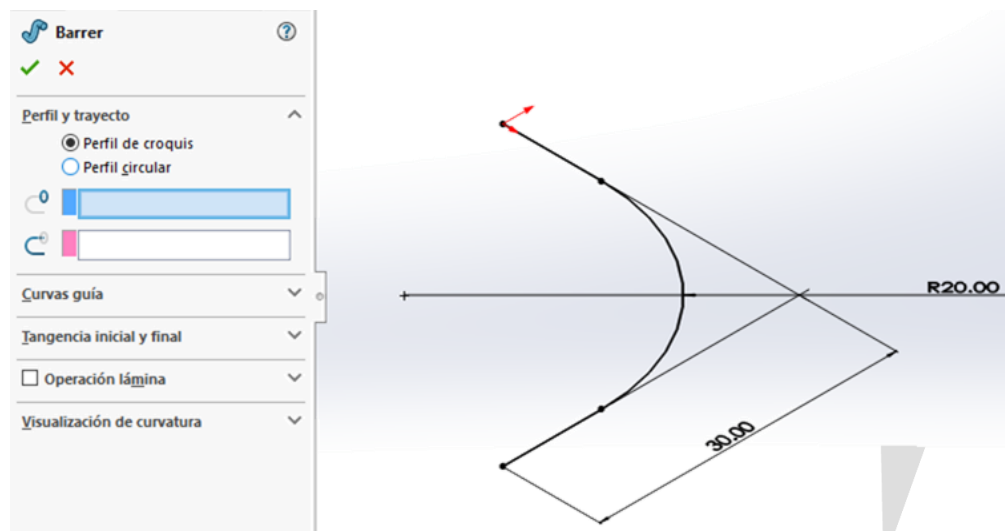 Barrer
Perfil y trayecto
Perfil de croquis
Perfil circular
Curvas guía
Tangencia inicial y final
Operación lámina
Visualización de curvatura
R20.00
30.00